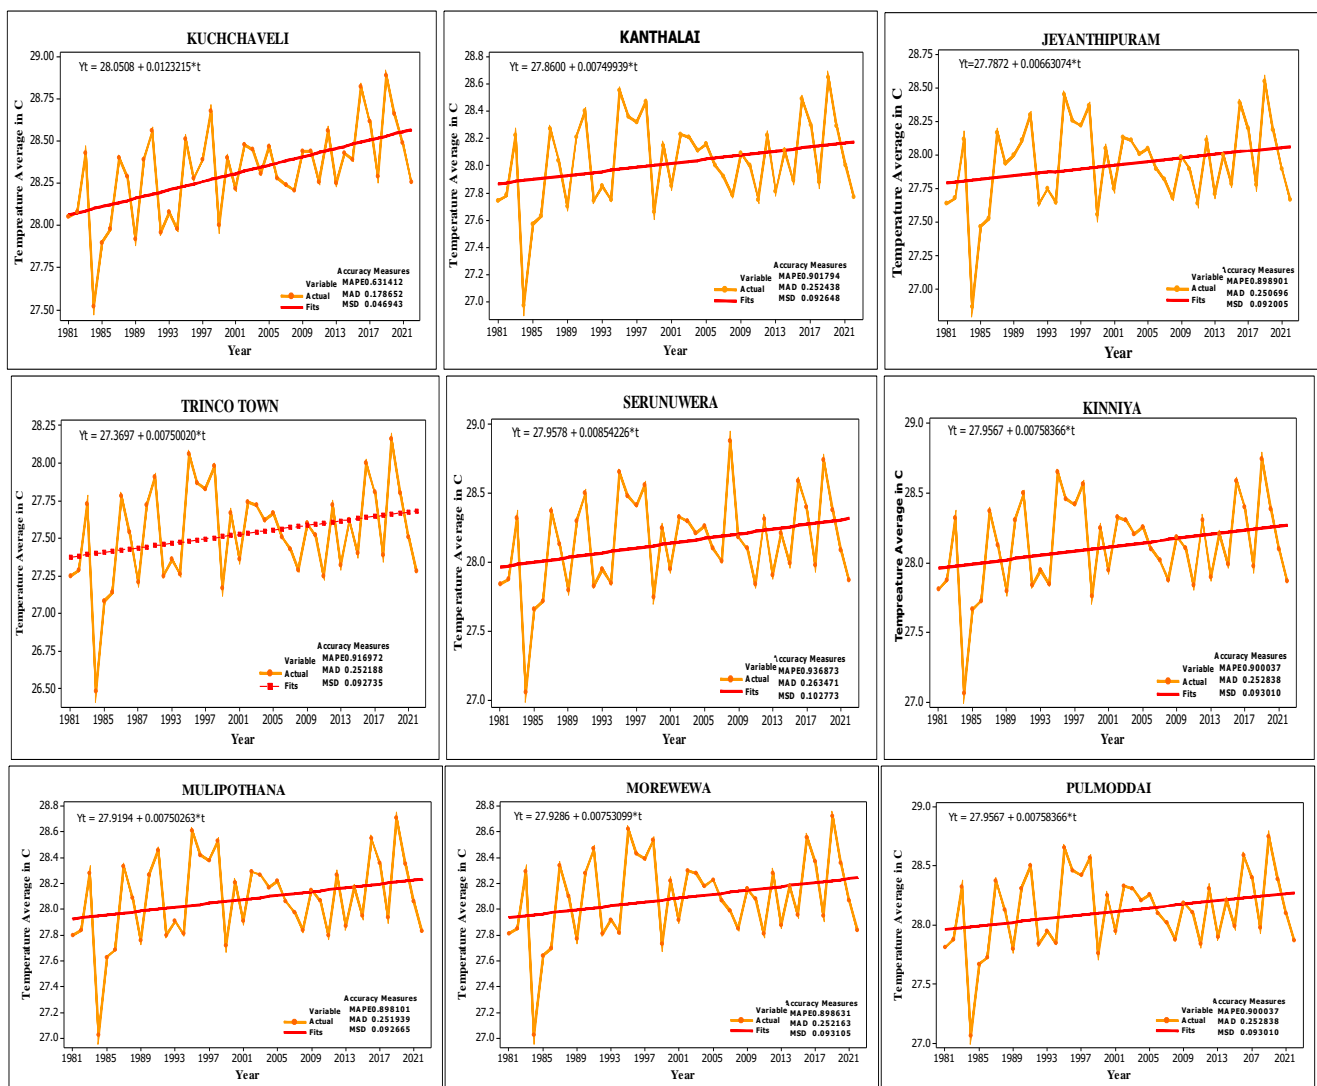 KUCHCHAVELI
Yt = 28.0508 + 0.0123215*t
Tempreature Average in C
29.00
28.75
28.50
28.25
28.00
27.75
27.50
1981 1985 1989 1993 1997 2001 2005 2009 2013 2017 2021
Year
Accuracy Measures
Variable MAPE0.631412
Actual MAD 0.178652
Fits MSD 0.046943
KANTHALAI
Yt = 27.8600 + 0.00749939*t
Temperature Average in C
28.8
28.6
28.4
28.2
28.0
27.8
27.6
27.4
27.2
27.0
1981 1985 1989 1993 1997 2001 2005 2009 2013 2017 2021
Year
Accuracy Measures
Variable MAPE0.901794
Actual MAD 0.252438
Fits MSD 0.092648
JEYANTHIPURAM
Yt=27.7872 + 0.00663074*t
Temperature Average in C
28.75
28.50
28.25
28.00
27.75
27.50
27.25
27.00
1981 1985 1989 1993 1997 2001 2005 2009 2013 2017 2021
Year
Accuracy Measures
Variable MAPE0.898901
Actual MAD 0.250696
Fits MSD 0.092005
TRINCO TOWN
Yt = 27.3697 + 0.00750020*t
Temperature Average in C
28.25
28.00
27.75
27.50
27.25
27.00
26.75
26.50
1981 1985 1989 1993 1997 2001 2005 2009 2013 2017 2021
Year
Accuracy Measures
Variable MAPE0.916972
Actual MAD 0.252188
Fits MSD 0.092735
SERUNUWERA
Yt = 27.9578 + 0.00854226*t
Temperature Average in C
29.0
28.5
28.0
27.5
27.0
1981 1985 1989 1993 1997 2001 2005 2009 2013 2017 2021
Year
Accuracy Measures
Variable MAPE0.936873
Actual MAD 0.263471
Fits MSD 0.102773
KINNIYA
Yt = 27.9567 + 0.00758366*t
Tempreature Average in C
29.0
28.5
28.0
27.5
27.0
1981 1985 1989 1993 1997 2001 2005 2009 2013 2017 2021
Year
Accuracy Measures
Variable MAPE0.900037
Actual MAD 0.252838
Fits MSD 0.093010
MULIPOTHANA
Yt = 27.9194 + 0.00750263*t
Temperature Average in C
28.8
28.6
28.4
28.2
28.0
27.8
27.6
27.4
27.2
27.0
1981 1985 1989 1993 1997 2001 2005 2009 2013 2017 2021
Year
Accuracy Measures
Variable MAPE0.898101
Actual MAD 0.251939
Fits MSD 0.092665
MOREWEWA
Yt = 27.9286 + 0.00753099*t
Temperature Average in C
28.8
28.6
28.4
28.2
28.0
27.8
27.6
27.4
27.2
27.0
1981 1985 1989 1993 1997 2001 2005 2009 2013 2017 2021
Year
Accuracy Measures
Variable MAPE0.898631
Actual MAD 0.252163
Fits MSD 0.093105
PULMODDAI
Yt = 27.9567 + 0.00758366*t
Temperature Average in C
29.0
28.5
28.0
27.5
27.0
1981 1985 1989 1993 1997 2001 2005 2009 2013 2017 2021
Year
Accuracy Measures
Variable MAPE0.900037
Actual MAD 0.252838
Fits MSD 0.093010